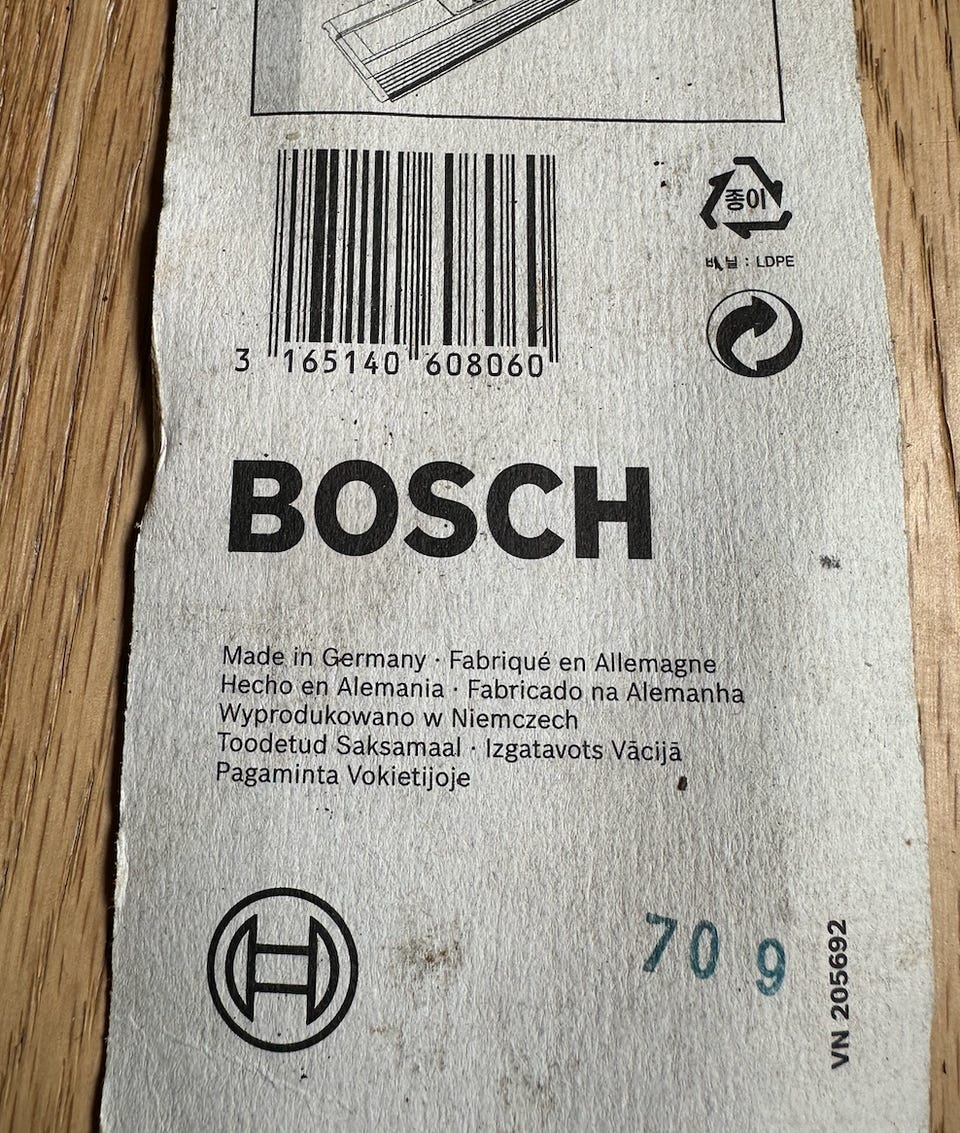 종이
비닐 : LDPE
3 165140 608060
BOSCH
Made in Germany · Fabriqué en Allemagne
Hecho en Alemania · Fabricado na Alemanha
Wyprodukowano w Niemczech
Toodetud Saksamaal · Izgatavots Vācijā
Pagaminta Vokietijoje
70 9
VN 205692